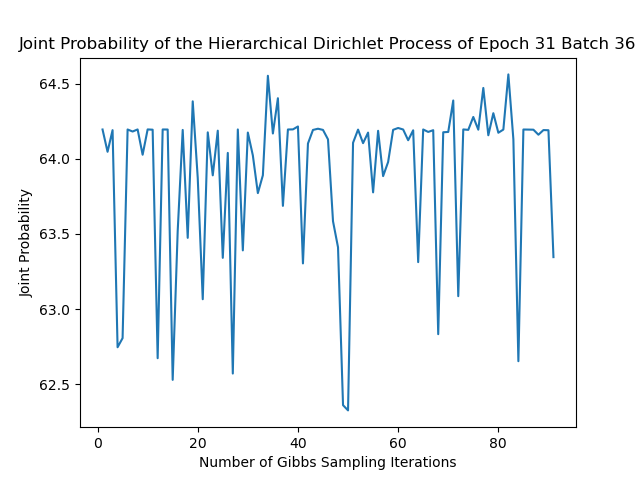 Joint Probability of the Hierarchical Dirichlet Process of Epoch 31 Batch 36
64.5
64.0
63.5
63.0
62.5
Joint Probability
0 20 40 60 80
Number of Gibbs Sampling Iterations